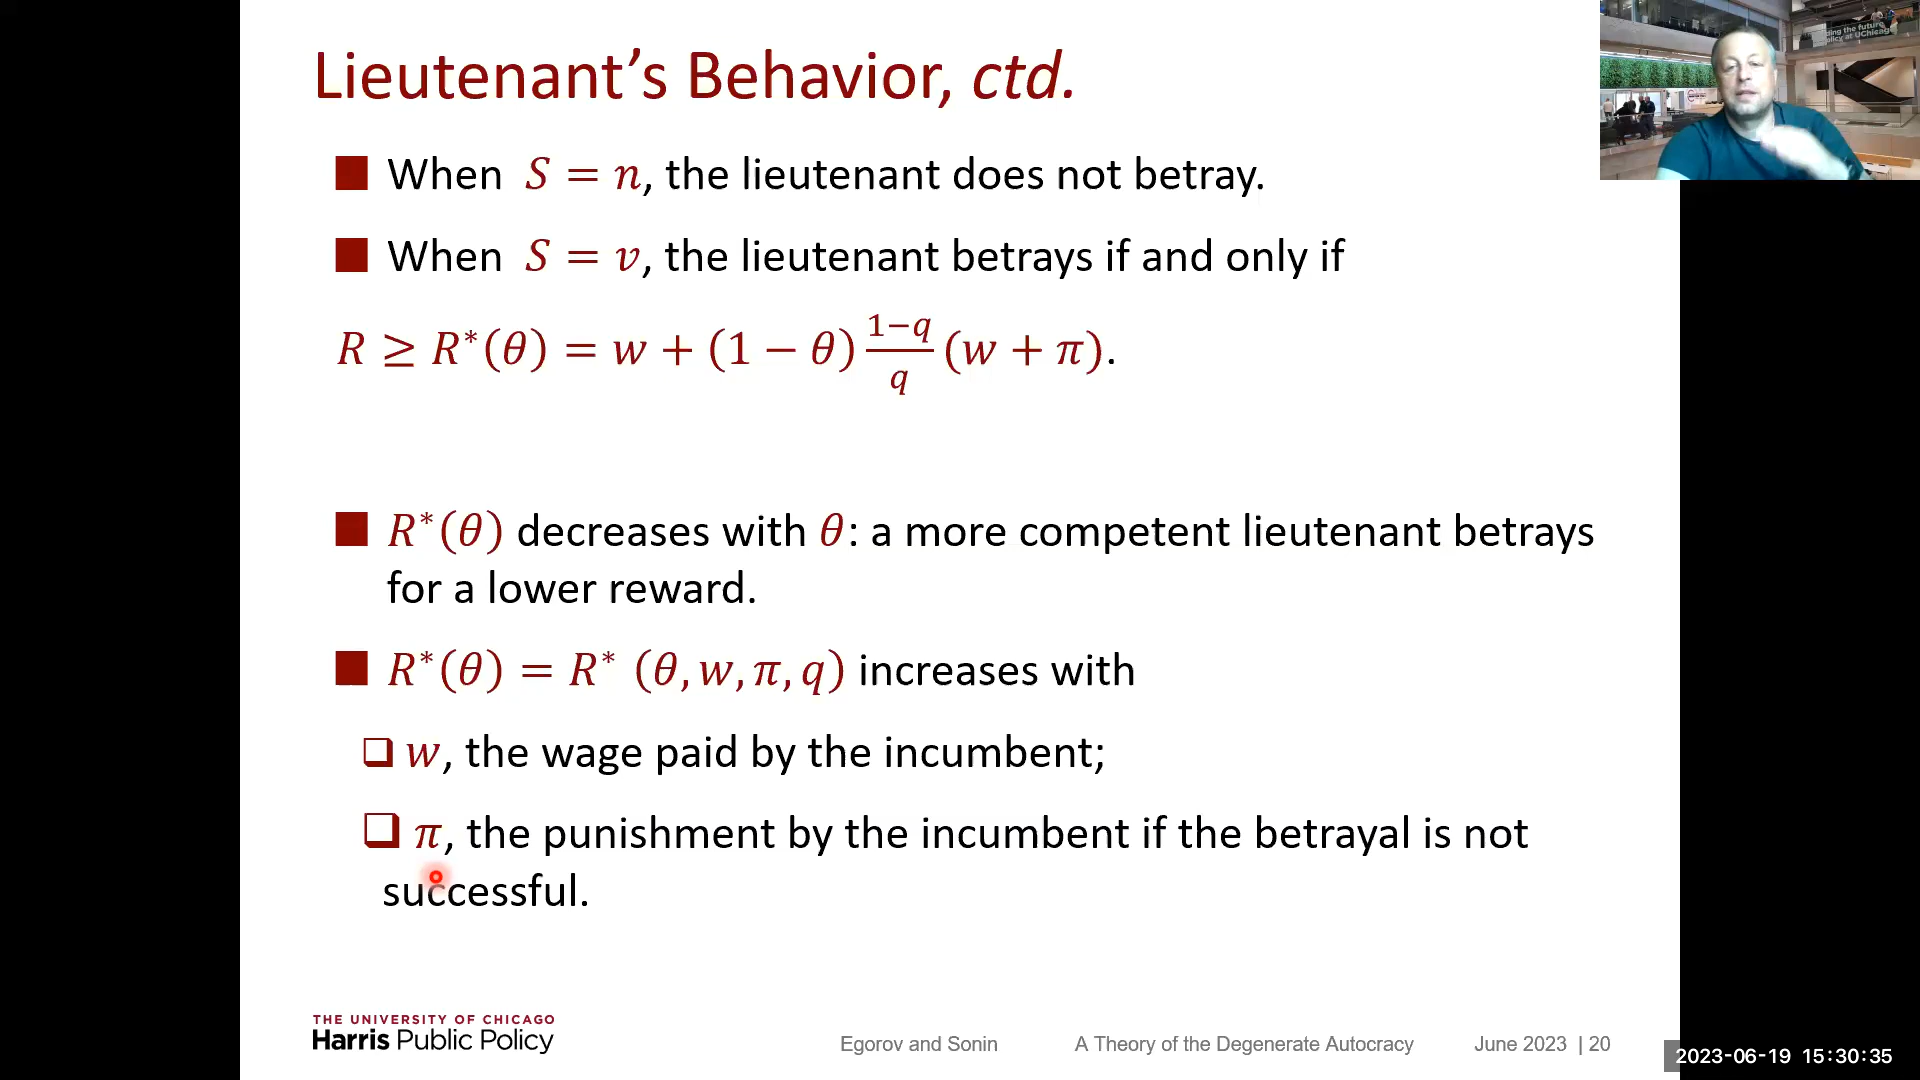 Lieutenant’s Behavior, ctd.
When S = n, the lieutenant does not betray.
When S = v, the lieutenant betrays if and only if
R ≥ R*(θ) = w + (1 − θ) 1−q/q (w + π).
R*(θ) decreases with θ: a more competent lieutenant betrays
for a lower reward.
R*(θ) = R* (θ, w, π, q) increases with
w, the wage paid by the incumbent;
π, the punishment by the incumbent if the betrayal is not
successful.
THE UNIVERSITY OF CHICAGO
Harris Public Policy
Egorov and Sonin A Theory of the Degenerate Autocracy June 2023 | 20
2023-06-19 15:30:35